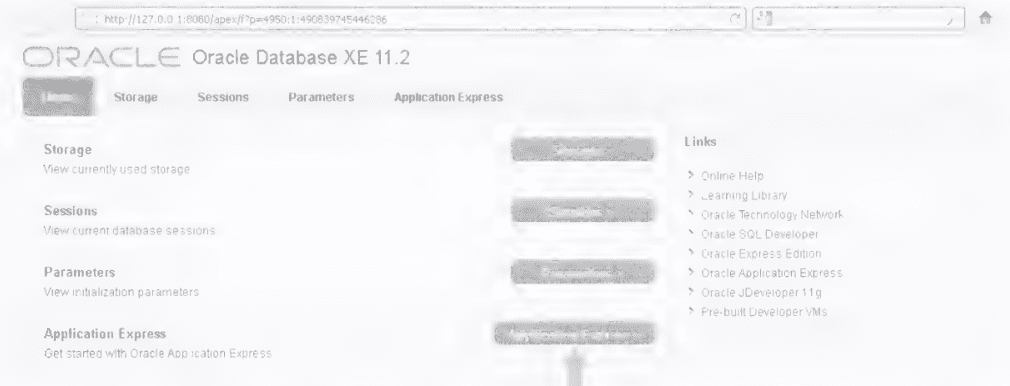 http://127.0.0.1:8080/apex/f?p=4950:1:490839745446286
ORACLE Oracle Database XE 11.2
Home Storage Sessions Parameters Application Express
Storage
View currently used storage
Sessions
View current database sessions
Parameters
View initialization parameters
Application Express
Get started with Oracle Application Express
Links
Online Help
Learning Library
Oracle Technology Network
Oracle SQL Developer
Oracle Express Edition
Oracle Application Express
Oracle JDeveloper 11g
Pre-built Developer VMs